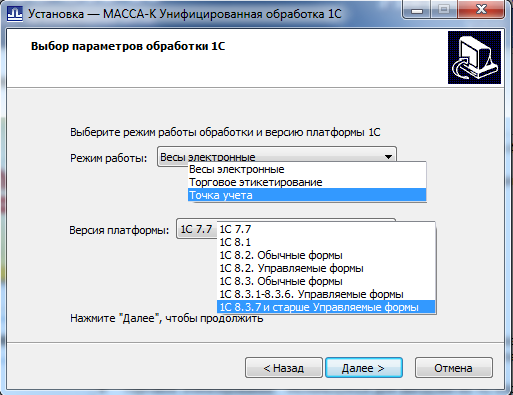 Установка — МАССА-К Унифицированная обработка 1С
Выбор параметров обработки 1С
Выберите режим работы обработки и версию платформы 1С
Режим работы: Весы электронные
Весы электронные
Торговое этикетирование
Точка учета
Версия платформы: 1С 7.7
1С 7.7
1С 8.1
1С 8.2. Обычные формы
1С 8.2. Управляемые формы
1С 8.3. Обычные формы
1С 8.3.1-8.3.6. Управляемые формы
1С 8.3.7 и старше Управляемые формы
Нажмите "Далее", чтобы продолжить
< Назад Далее > Отмена